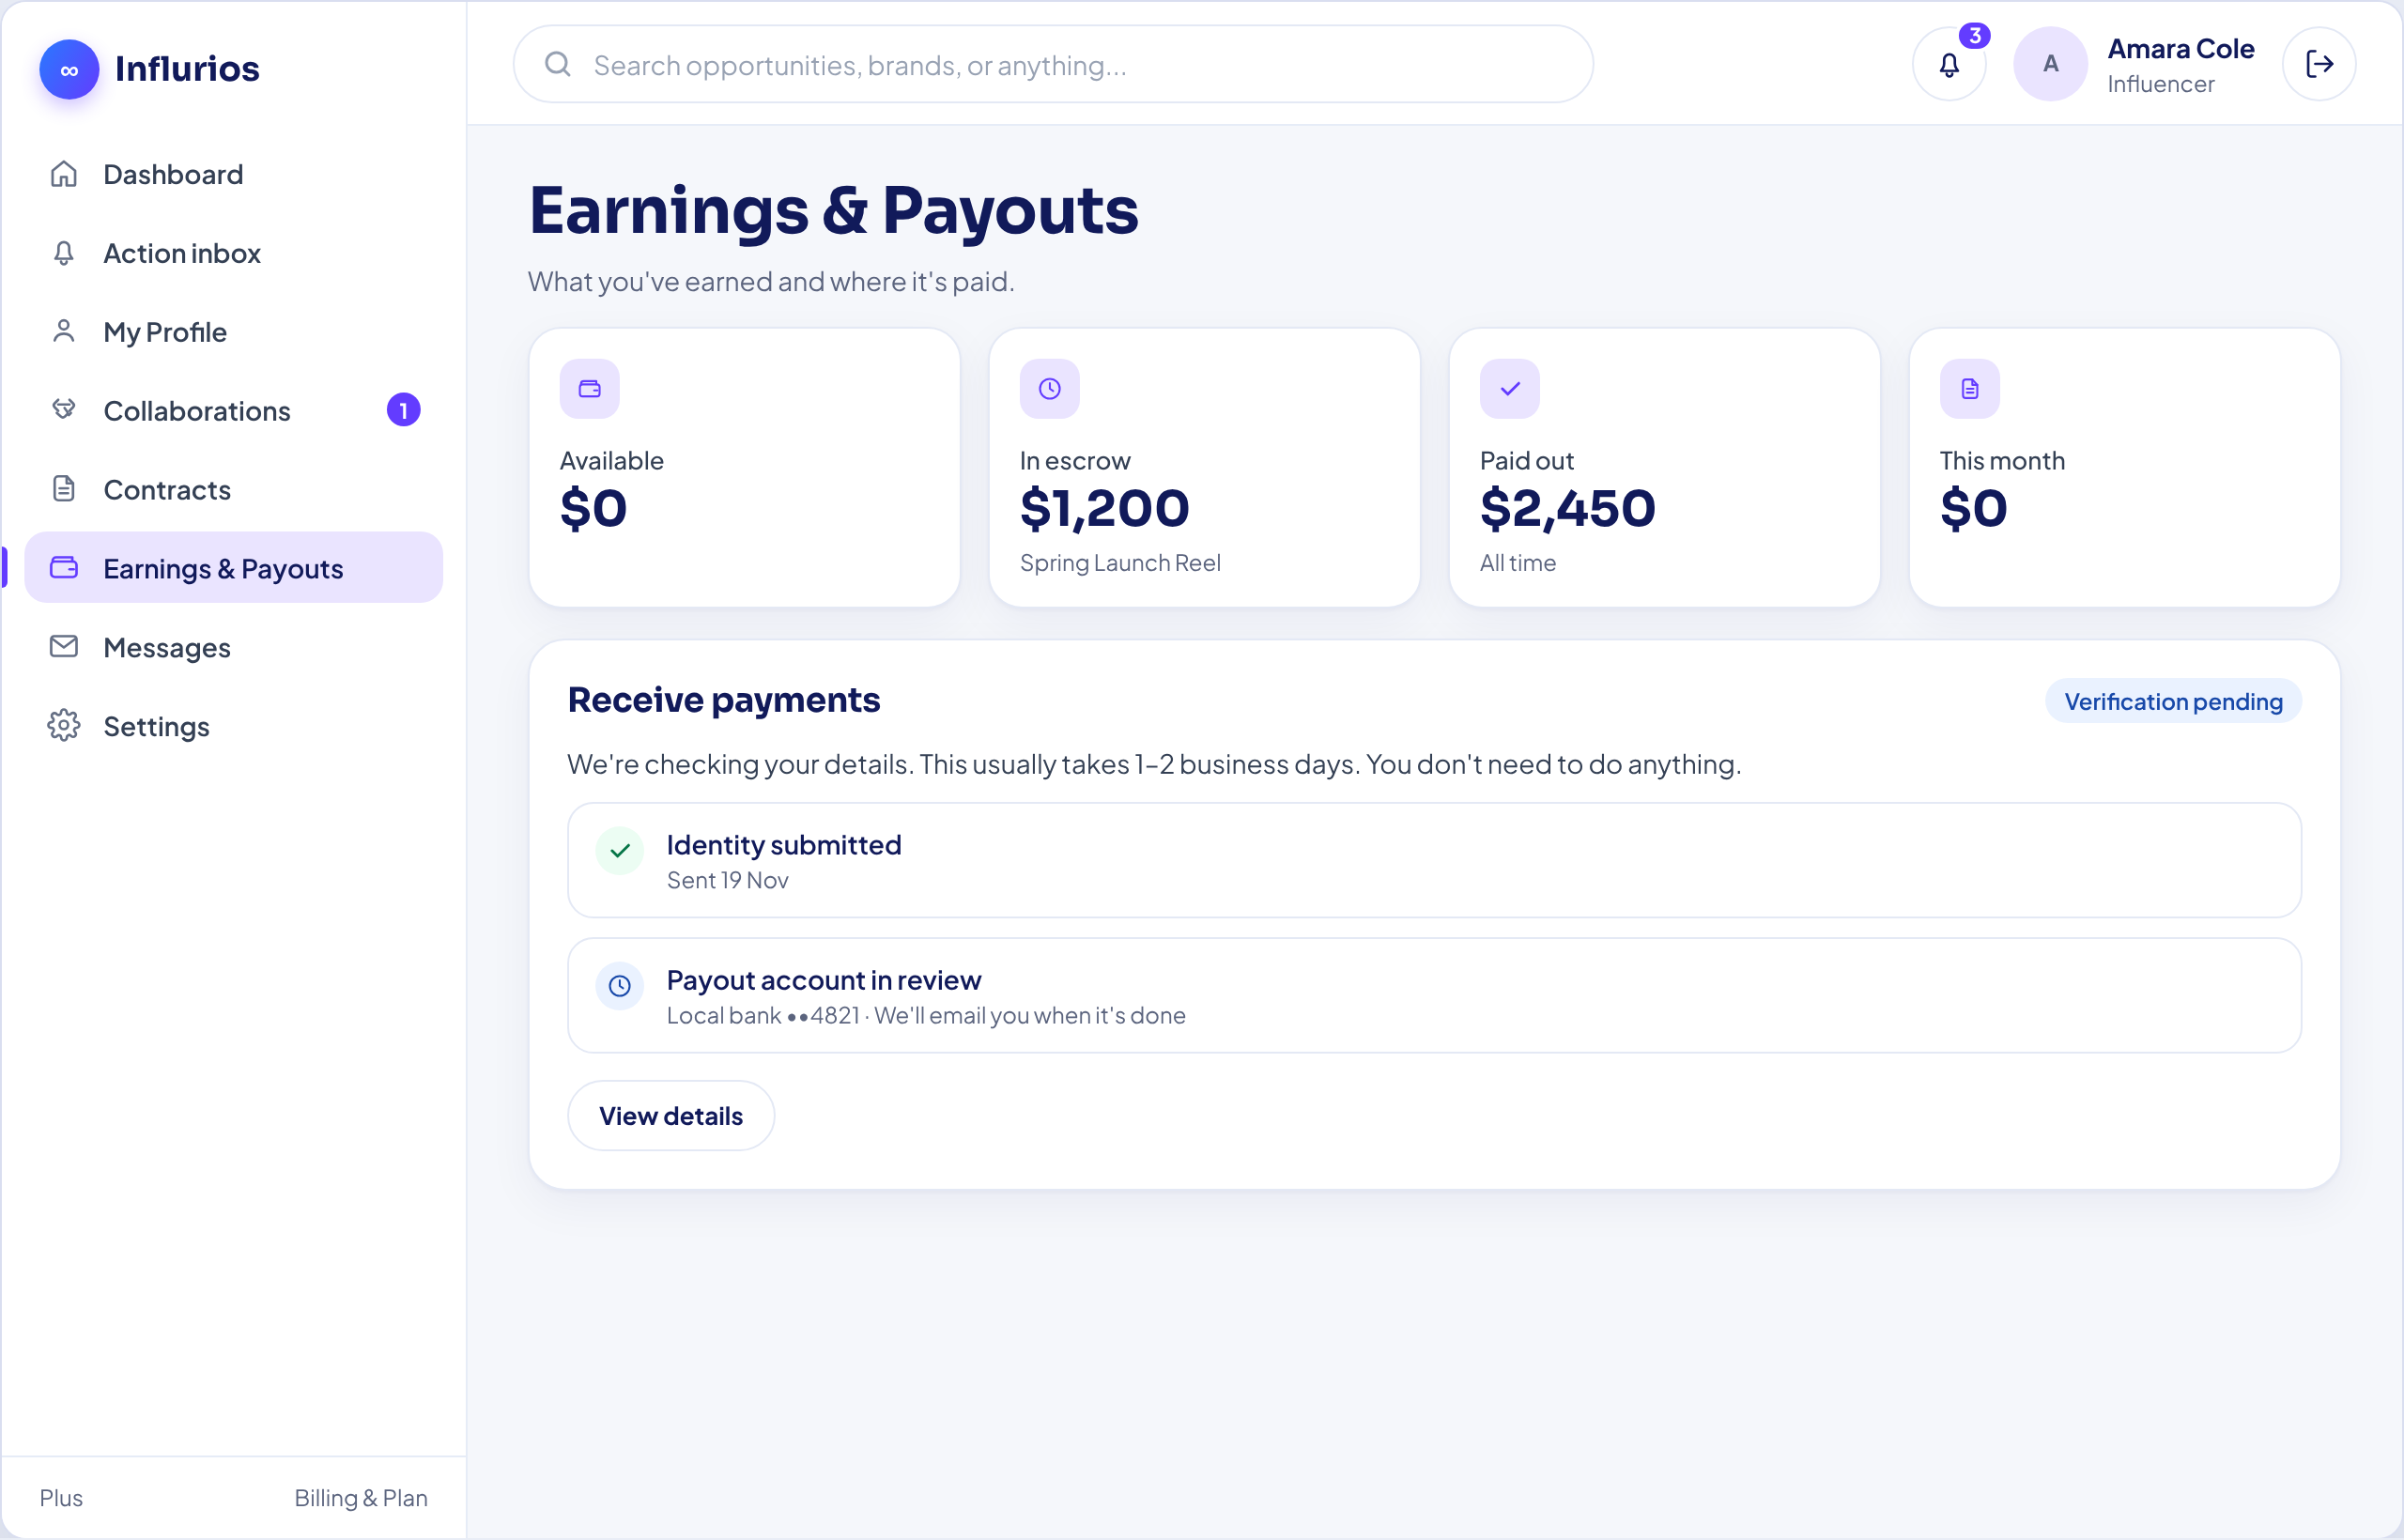 ∞ Influrios
Search opportunities, brands, or anything...
3
A
Amara Cole
Influencer
Dashboard
Action inbox
My Profile
Collaborations 1
Contracts
Earnings & Payouts
Messages
Settings
Plus
Billing & Plan
Earnings & Payouts
What you've earned and where it's paid.
Available
$0
In escrow
$1,200
Spring Launch Reel
Paid out
$2,450
All time
This month
$0
Receive payments
Verification pending
We're checking your details. This usually takes 1–2 business days. You don't need to do anything.
Identity submitted
Sent 19 Nov
Payout account in review
Local bank ••4821 · We'll email you when it's done
View details